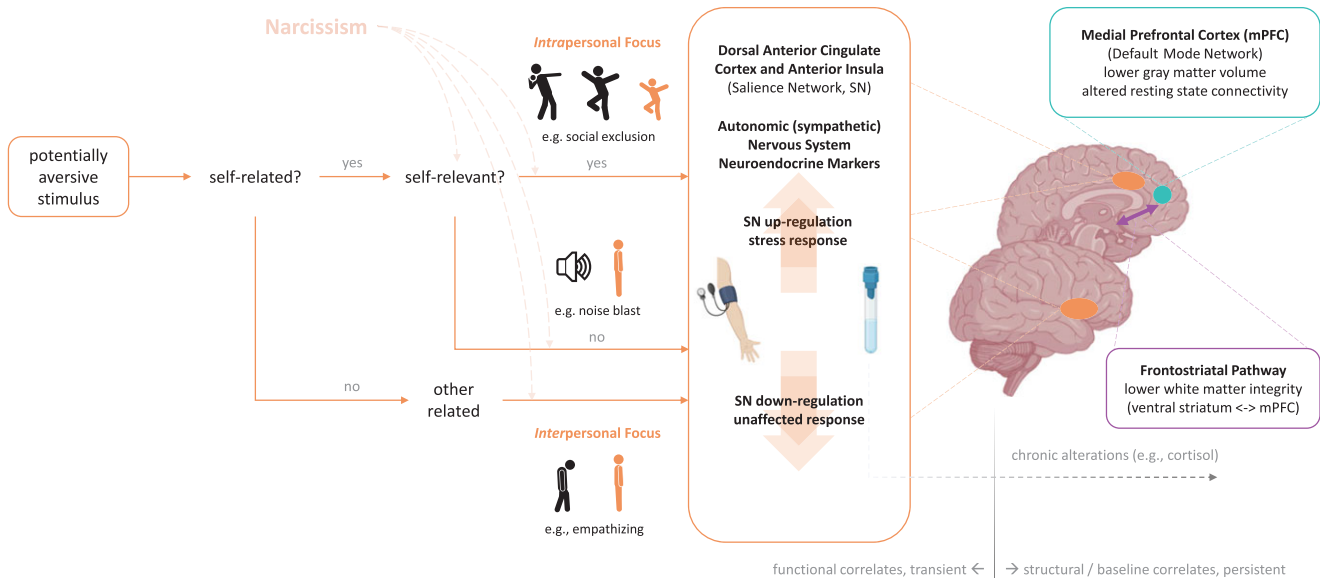 Narcissism
Intrapersonal Focus
e.g. social exclusion
potentially
aversive
stimulus
self-related?
yes
self-relevant?
yes
e.g. noise blast
no
no
other
related
Interpersonal Focus
e.g., empathizing
Dorsal Anterior Cingulate
Cortex and Anterior Insula
(Salience Network, SN)
Autonomic (sympathetic)
Nervous System
Neuroendocrine Markers
SN up-regulation
stress response
SN down-regulation
unaffected response
Medial Prefrontal Cortex (mPFC)
(Default Mode Network)
lower gray matter volume
altered resting state connectivity
Frontostriatal Pathway
lower white matter integrity
(ventral striatum <-> mPFC)
chronic alterations (e.g., cortisol)
functional correlates, transient ← → structural / baseline correlates, persistent